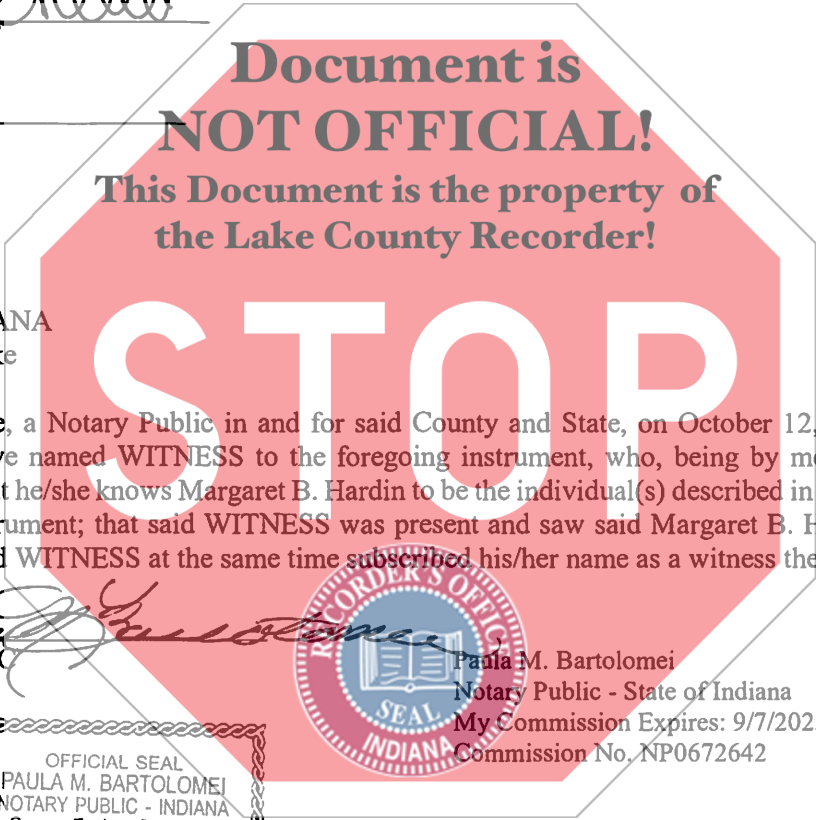 Document is
NOT OFFICIAL!
This Document is the property of
the Lake County Recorder!
ANA
STOP
e, a Notary Public in and for said County and State, on October 12,
e named WITNESS to the foregoing instrument, who, being by m
t he/she knows Margaret B. Hardin to be the individual(s) described in
rument; that said WITNESS was present and saw said Margaret B. H
d WITNESS at the same time subscribed his/her name as a witness the
RECORDER'S OFFICE
SEAL
INDIANA
Paula M. Bartolomei
Notary Public - State of Indiana
My Commission Expires: 9/7/202
Commission No. NP0672642
OFFICIAL SEAL
PAULA M. BARTOLOMEI
NOTARY PUBLIC - INDIANA